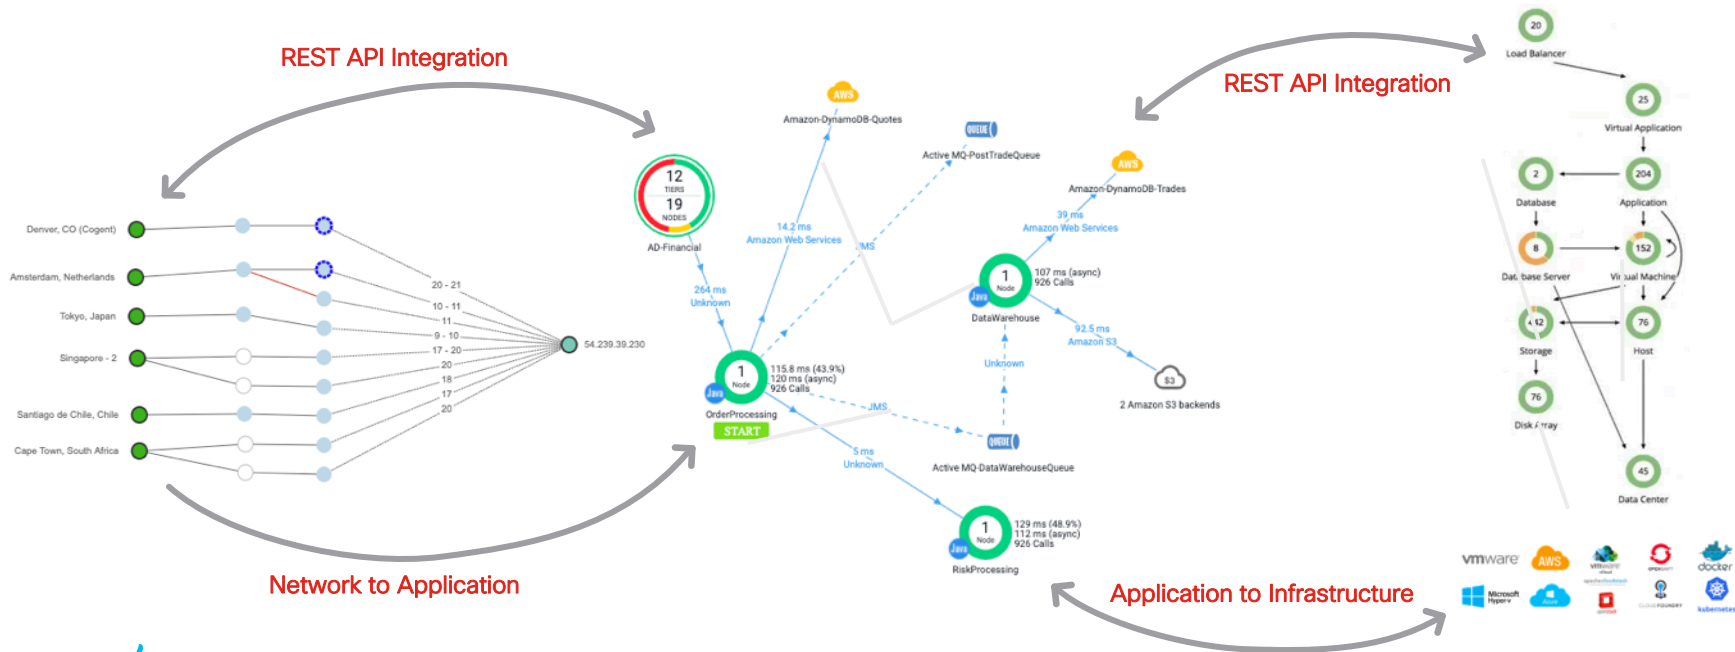 REST API Integration
Denver, CO (Cogent)
Amsterdam, Netherlands
Tokyo, Japan
Singapore - 2
Santiago de Chile, Chile
Cape Town, South Africa
20 - 21
10 - 11
11
9 - 10
17 - 20
20
18
17
20
54.239.39.230
Network to Application
12
TIERS
19
NODES
AD-Financial
264 ms
Unknown
AWS
Amazon-DynamoDB-Quotes
14.2 ms
Amazon Web Services
QUEUE
Active MQ-PostTradeQueue
JMS
1
Node
Java
115.8 ms (43.9%)
120 ms (async)
926 Calls
OrderProcessing
START
JMS
QUEUE
Active MQ-DataWarehouseQueue
Unknown
5 ms
Unknown
1
Node
Java
129 ms (48.9%)
112 ms (async)
926 Calls
RiskProcessing
AWS
Amazon-DynamoDB-Trades
39 ms
Amazon Web Services
1
Node
Java
107 ms (async)
926 Calls
DataWarehouse
92.5 ms
Amazon S3
S3
2 Amazon S3 backends
REST API Integration
20
Load Balancer
25
Virtual Application
2
Database
204
Application
8
Database Server
152
Virtual Machine
Storage
76
Host
76
Disk Array
45
Data Center
Application to Infrastructure
vmware
AWS
vmware
vCloud
OPENSHIFT
docker
Microsoft
Hyper-v
Azure
apachecloudstack
CLOUD FOUNDRY
kubernetes